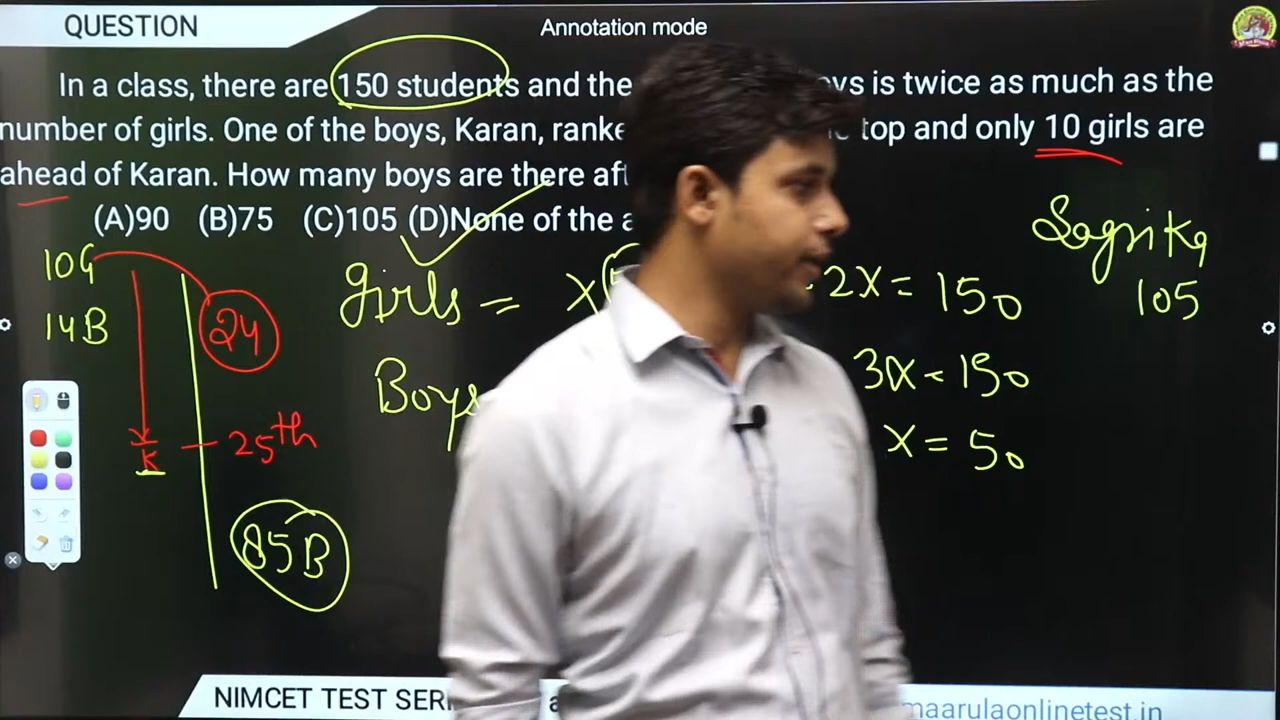 QUESTION
Annotation mode
In a class, there are 150 students and the ys is twice as much as the
number of girls. One of the boys, Karan, ranke top and only 10 girls are
ahead of Karan. How many boys are there aft
(A)90 (B)75 (C)105 (D)None of the a
10G
14B
24
K
25th
85B
Girls = x 2x = 150
Boys 3x = 150
x = 50
Sagrika
105
NIMCET TEST SERI
maarulaonlinetest.in